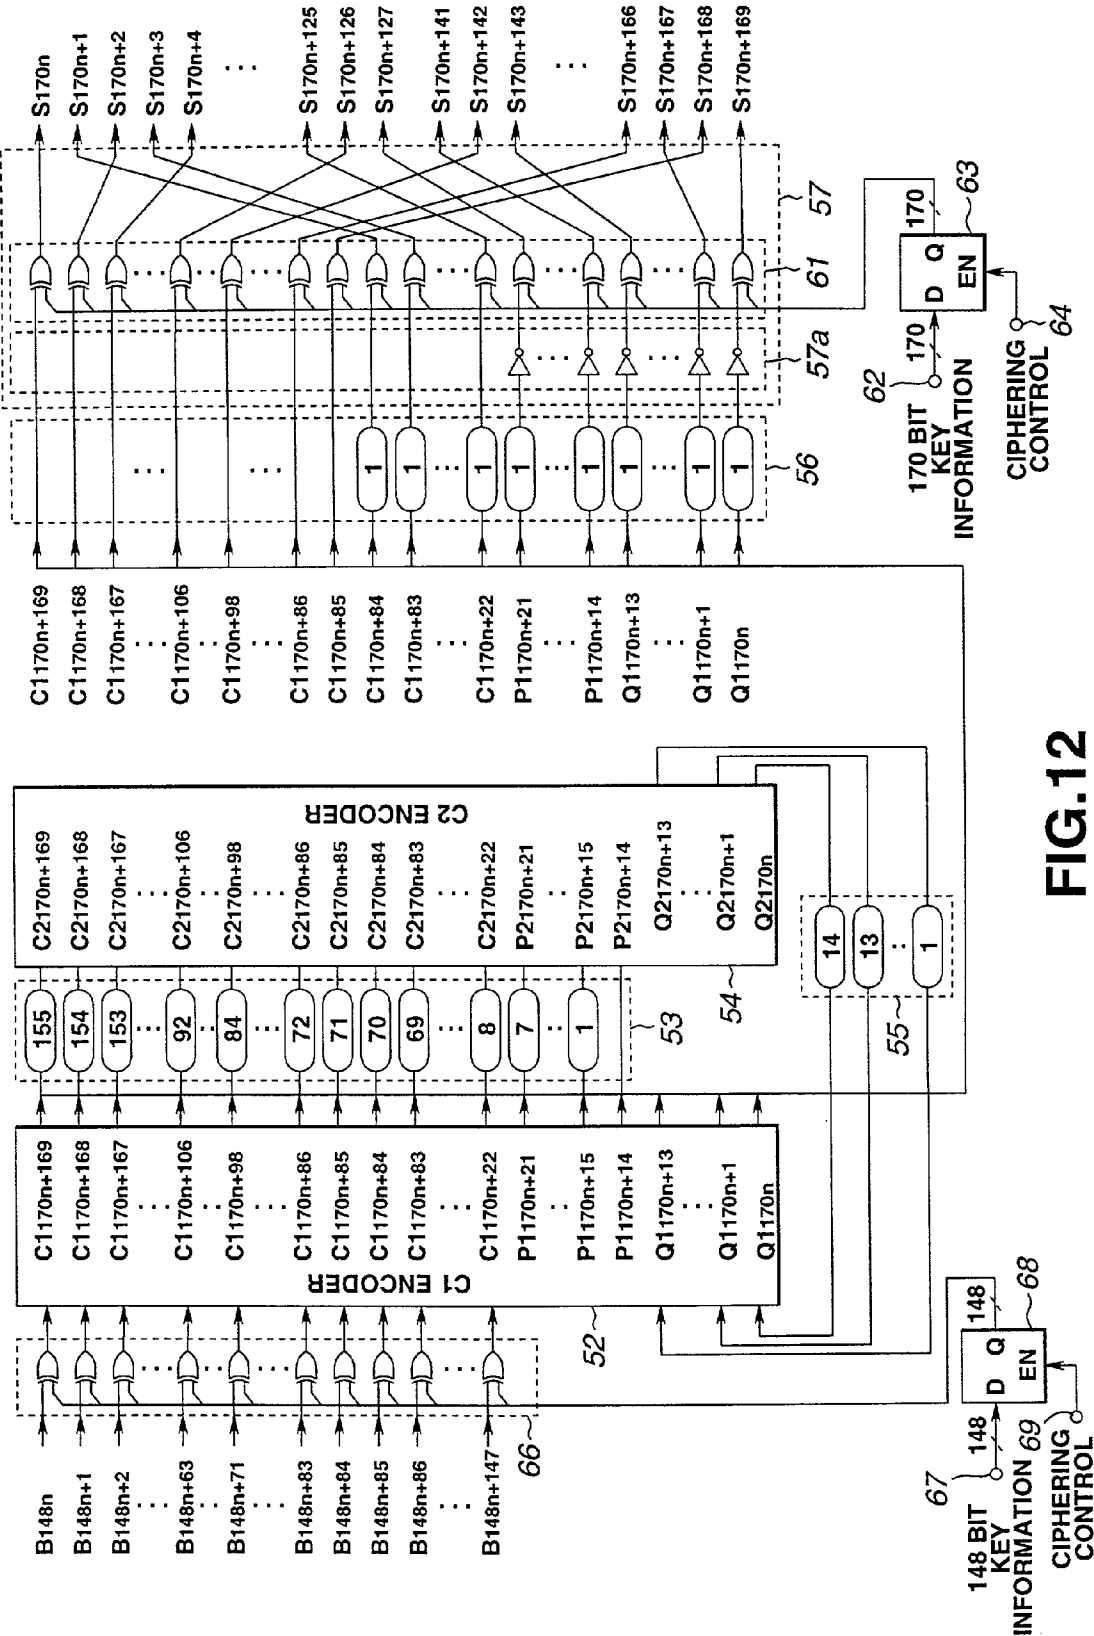 B148n
B148n+1
B148n+2
B148n+63
B148n+71
B148n+83
B148n+84
B148n+85
B148n+86
B148n+147
66
67
148 BIT
KEY
INFORMATION
148
D Q
EN
148
68
69
CIPHERING
CONTROL
C1 ENCODER
52
C1170n+169
C1170n+168
C1170n+167
C1170n+106
C1170n+98
C1170n+86
C1170n+85
C1170n+84
C1170n+83
C1170n+22
P1170n+21
P1170n+15
P1170n+14
Q1170n+13
Q1170n+1
Q1170n
155
154
153
92
84
72
71
70
69
8
7
1
53
C2170n+169
C2170n+168
C2170n+167
C2170n+106
C2170n+98
C2170n+86
C2170n+85
C2170n+84
C2170n+83
C2170n+22
P2170n+21
P2170n+15
P2170n+14
Q2170n+13
Q2170n+1
Q2170n
C2 ENCODER
54
14
13
1
55
C1170n+169
C1170n+168
C1170n+167
C1170n+106
C1170n+98
C1170n+86
C1170n+85
C1170n+84
C1170n+83
C1170n+22
P1170n+21
P1170n+14
Q1170n+13
Q1170n+1
Q1170n
1
1
1
1
1
1
1
1
56
57a
61
57
62
170 BIT
KEY
INFORMATION
170
D Q
EN
170
63
64
CIPHERING
CONTROL
S170n
S170n+1
S170n+2
S170n+3
S170n+4
S170n+125
S170n+126
S170n+127
S170n+141
S170n+142
S170n+143
S170n+166
S170n+167
S170n+168
S170n+169
FIG.12